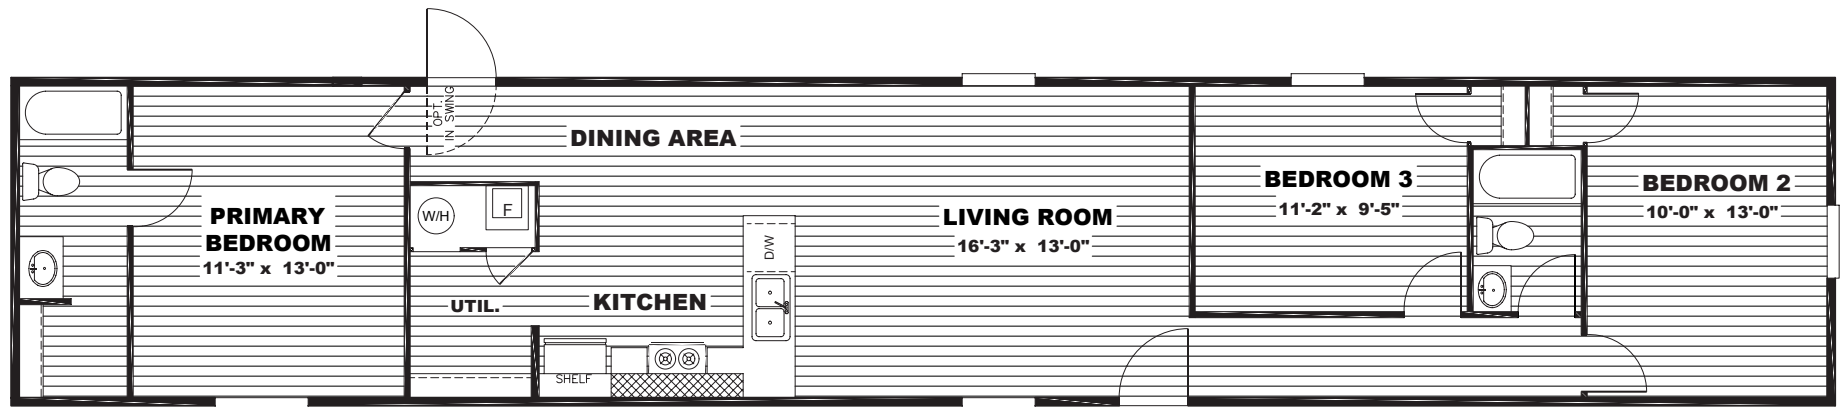 OPT.
IN SWING
DINING AREA
PRIMARY
BEDROOM
11'-3" x 13'-0"
W/H
F
UTIL.
KITCHEN
D/W
SHELF
LIVING ROOM
16'-3" x 13'-0"
BEDROOM 3
11'-2" x 9'-5"
BEDROOM 2
10'-0" x 13'-0"